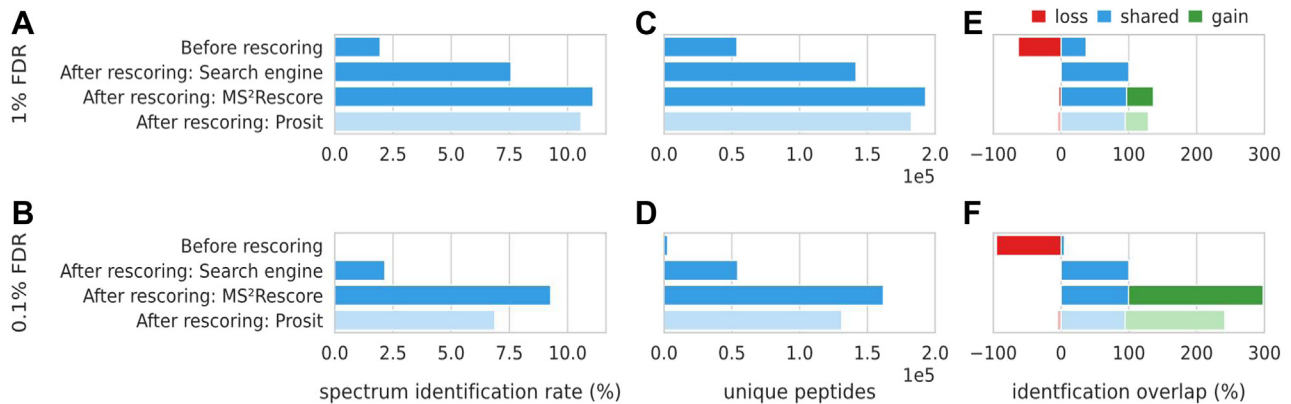 A
C
E
loss shared gain
1% FDR
Before rescoring
After rescoring: Search engine
After rescoring: MS²Rescore
After rescoring: Prosit
0.0 2.5 5.0 7.5 10.0
0.0 0.5 1.0 1.5 2.0
1e5
−100 0 100 200 300
B
D
F
0.1% FDR
Before rescoring
After rescoring: Search engine
After rescoring: MS²Rescore
After rescoring: Prosit
0.0 2.5 5.0 7.5 10.0
0.0 0.5 1.0 1.5 2.0
1e5
−100 0 100 200 300
spectrum identification rate (%)
unique peptides
identfication overlap (%)